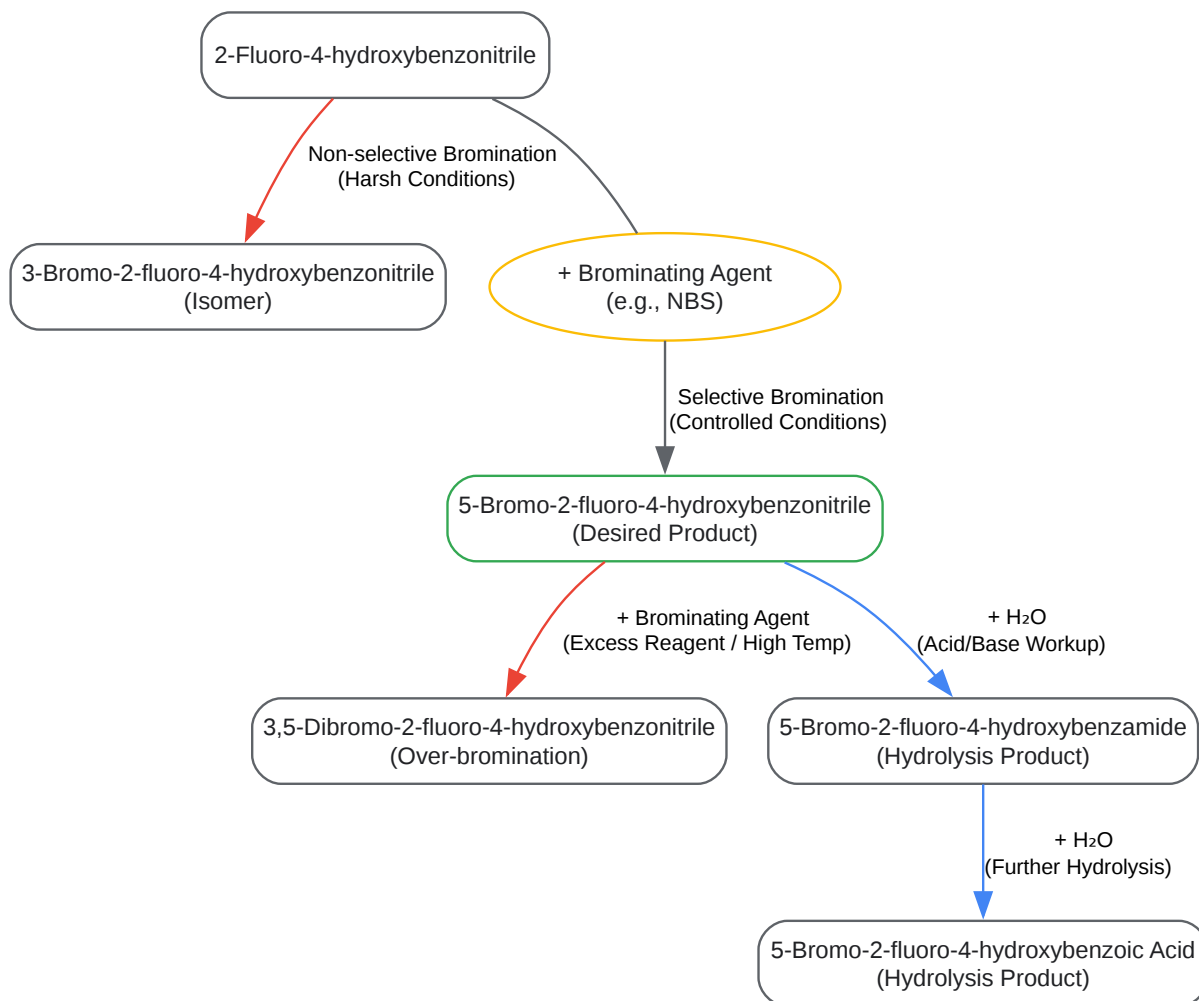 2-Fluoro-4-hydroxybenzonitrile
Non-selective Bromination
(Harsh Conditions)
3-Bromo-2-fluoro-4-hydroxybenzonitrile
(Isomer)
+ Brominating Agent
(e.g., NBS)
Selective Bromination
(Controlled Conditions)
5-Bromo-2-fluoro-4-hydroxybenzonitrile
(Desired Product)
+ Brominating Agent
(Excess Reagent / High Temp)
+ H₂O
(Acid/Base Workup)
3,5-Dibromo-2-fluoro-4-hydroxybenzonitrile
(Over-bromination)
5-Bromo-2-fluoro-4-hydroxybenzamide
(Hydrolysis Product)
+ H₂O
(Further Hydrolysis)
5-Bromo-2-fluoro-4-hydroxybenzoic Acid
(Hydrolysis Product)